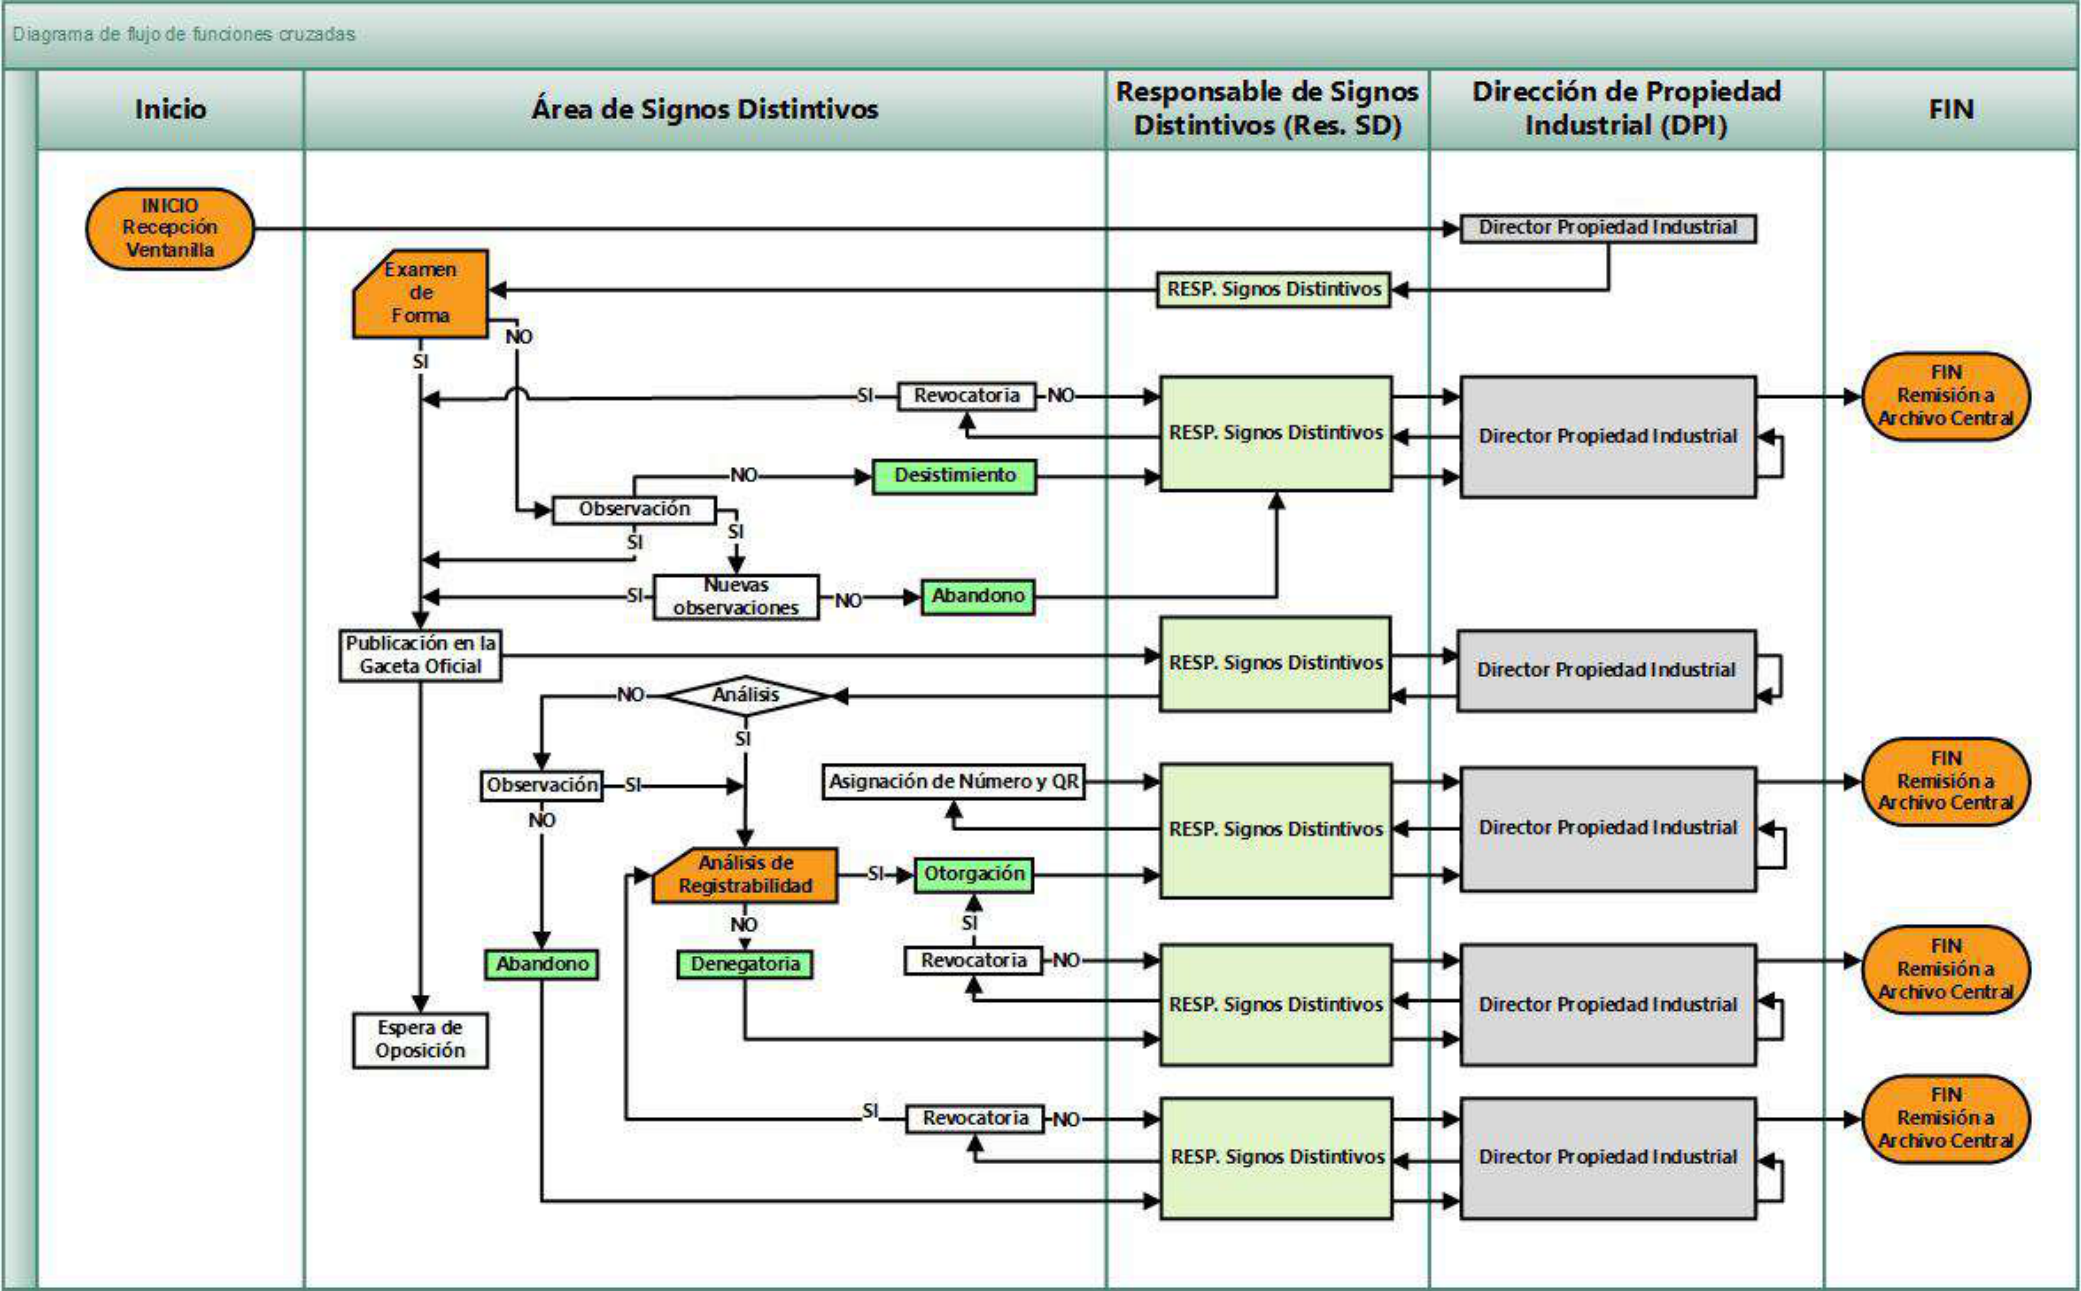 Diagrama de flujo de funciones cruzadas
Inicio
Área de Signos Distintivos
Responsable de Signos
Distintivos (Res. SD)
Dirección de Propiedad
Industrial (DPI)
FIN
INICIO
Recepción
Ventanilla
Director Propiedad Industrial
Examen
de
Forma
RESP. Signos Distintivos
NO
SI
SI
Revocatoria
NO
RESP. Signos Distintivos
Director Propiedad Industrial
FIN
Remisión a
Archivo Central
NO
Desistimiento
Observación
SI
SI
Nuevas
observaciones
SI
NO
Abandono
Publicación en la
Gaceta Oficial
RESP. Signos Distintivos
Director Propiedad Industrial
NO
Análisis
SI
Observación
SI
NO
Asignación de Número y QR
RESP. Signos Distintivos
Director Propiedad Industrial
FIN
Remisión a
Archivo Central
Análisis de
Registrabilidad
SI
Otorgación
NO
SI
Abandono
Denegatoria
Revocatoria
NO
RESP. Signos Distintivos
Director Propiedad Industrial
FIN
Remisión a
Archivo Central
Espera de
Oposición
SI
Revocatoria
NO
RESP. Signos Distintivos
Director Propiedad Industrial
FIN
Remisión a
Archivo Central